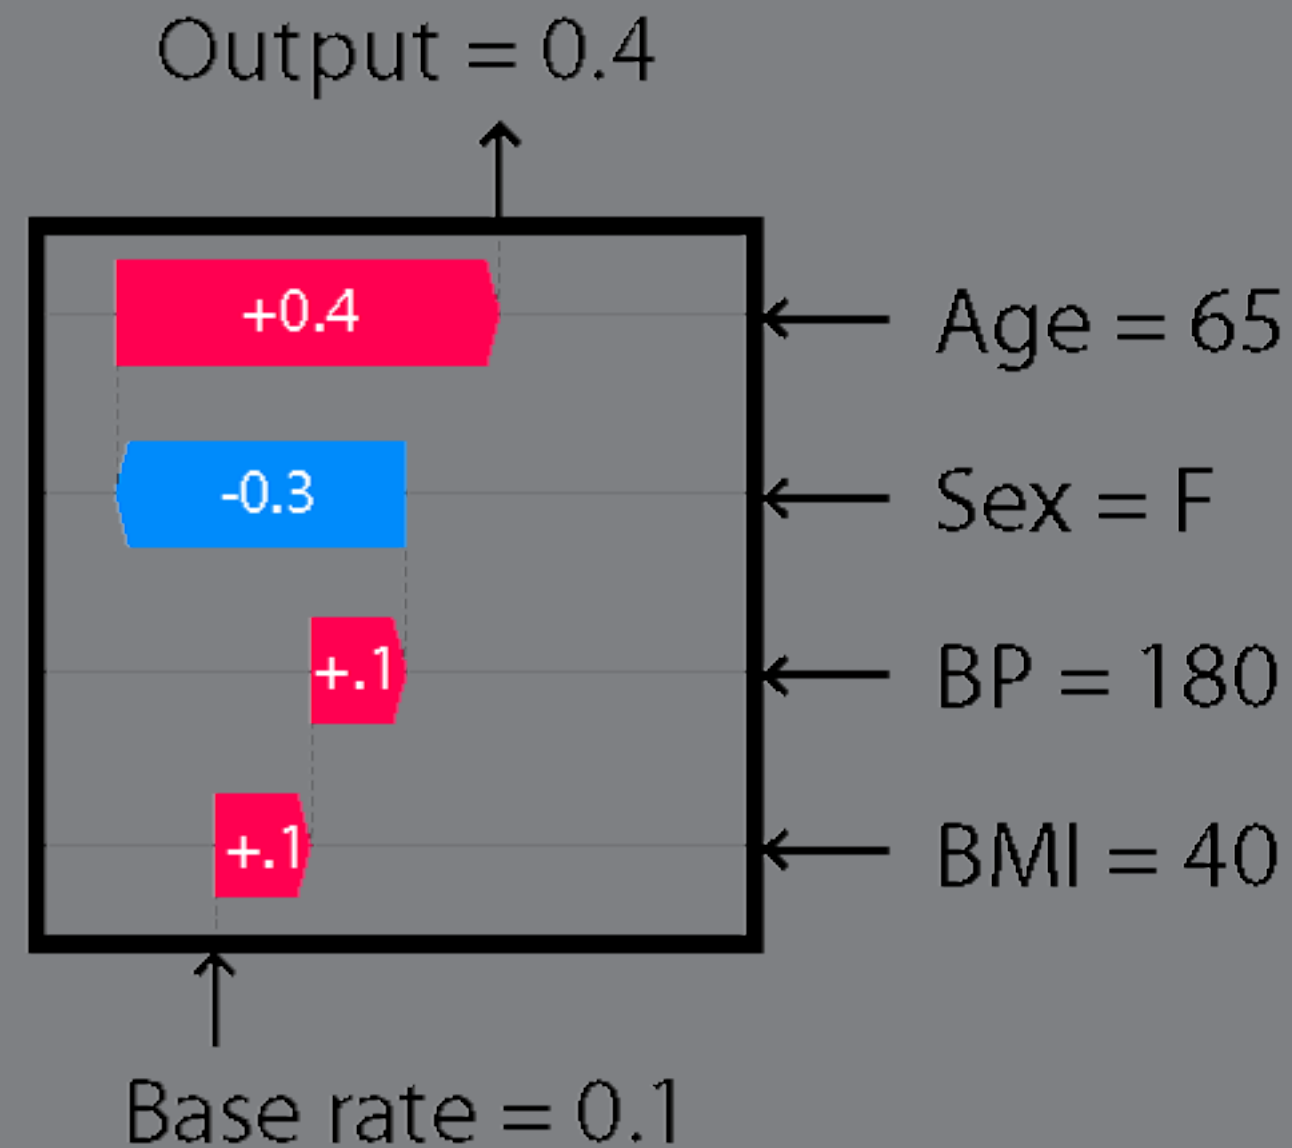 Output = 0.4
+0.4
Age = 65
-0.3
Sex = F
+.1
BP = 180
+.1
BMI = 40
Base rate = 0.1